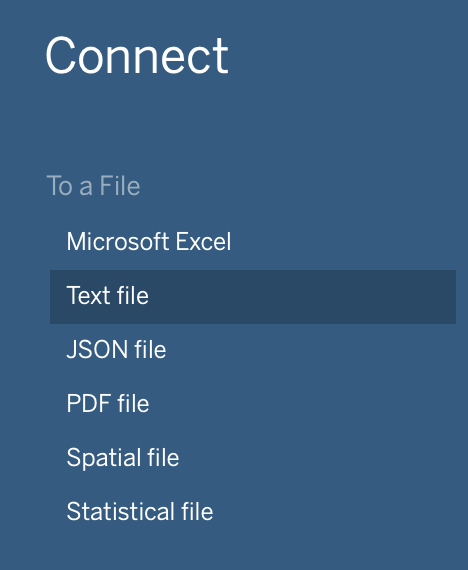 Connect
To a File
Microsoft Excel
Text file
JSON file
PDF file
Spatial file
Statistical file